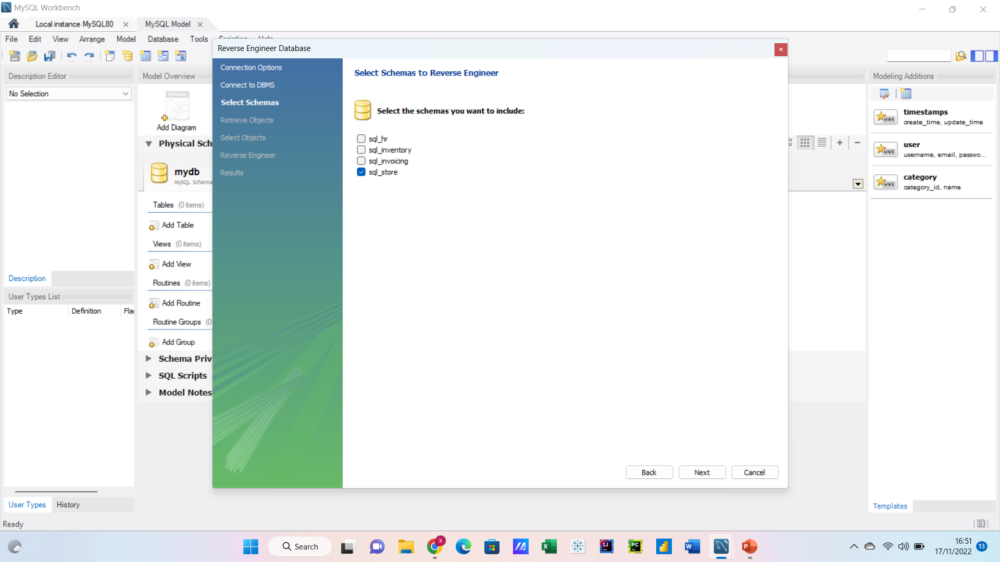 MySQL Workbench
Local instance MySQL80
MySQL Model
File Edit View Arrange Model Database Tools
Reverse Engineer Database
Description Editor
No Selection
Description
User Types List
Type Definition
User Types History
Ready
Model Overview
PHYSICAL
Add Diagram
Physical Sch
mydb
MySQL Schema
Tables (0 items)
Add Table
Views (0 items)
Add View
Routines (0 items)
Add Routine
Routine Groups (0
Add Group
Schema Priv
SQL Scripts
Model Notes
Connection Options
Connect to DBMS
Select Schemas
Retrieve Objects
Select Objects
Reverse Engineer
Results
Select Schemas to Reverse Engineer
Select the schemas you want to include:
sql_hr
sql_inventory
sql_invoicing
sql_store
Back Next Cancel
Modeling Additions
MWB
timestamps
create_time, update_time
MWB
user
username, email, passwo...
MWB
category
category_id, name
Templates
Search
X
IJ
PC
W
P
16:51
17/11/2022
13